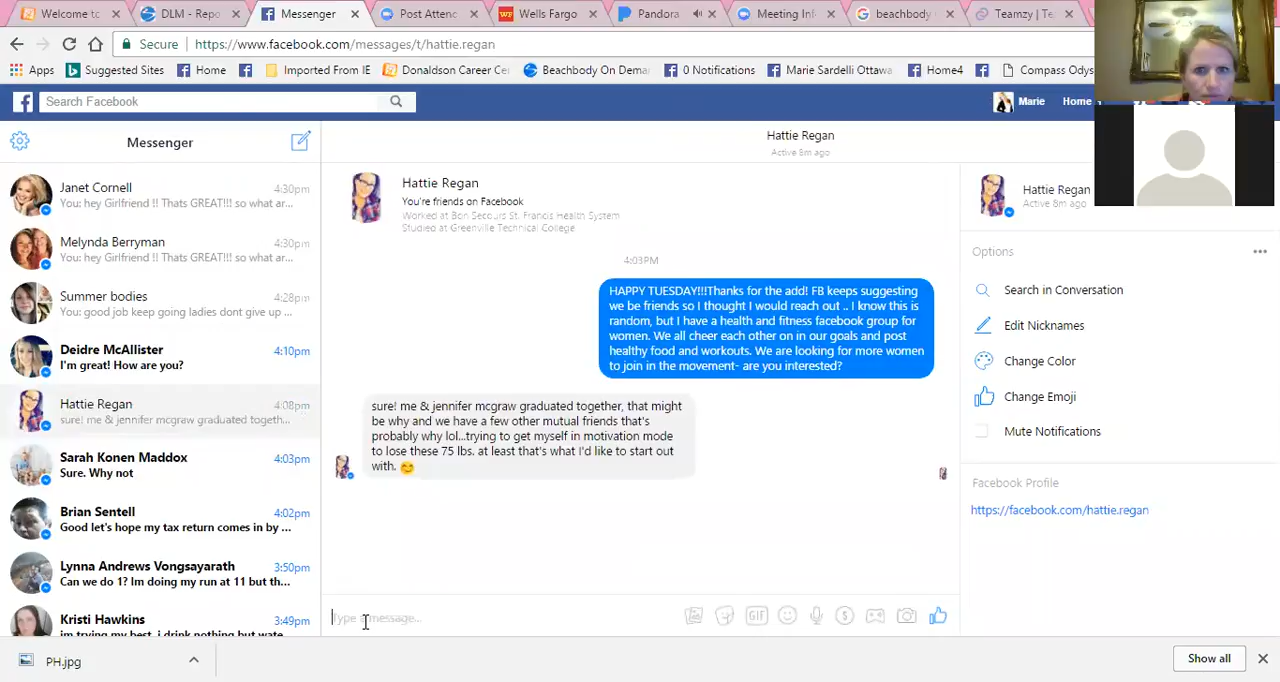 Welcome to
DLM - Repo
Messenger
Post Attend
Wells Fargo
Pandora
Meeting Inf
beachbody
Teamzy | Te
Secure
https://www.facebook.com/messages/t/hattie.regan
Apps
Suggested Sites
Home
Imported From IE
Donaldson Career Ce
Beachbody On Dema
0 Notifications
Marie Sardelli Ottawa
Home4
Compass Odys
Search Facebook
Marie
Home
Messenger
Janet Cornell
4:30pm
You: hey Girlfriend !! Thats GREAT!!! so what ar...
Melynda Berryman
4:30pm
You: hey Girlfriend !! Thats GREAT!!! so what ar...
Summer bodies
4:28pm
You: good job keep going ladies dont give up ...
Deidre McAllister
4:10pm
I'm great! How are you?
Hattie Regan
4:08pm
sure! me & jennifer mcgraw graduated togeth...
Sarah Konen Maddox
4:03pm
Sure. Why not
Brian Sentell
4:02pm
Good let's hope my tax return comes in by ...
Lynna Andrews Vongsayarath
3:50pm
Can we do 1? Im doing my run at 11 but th...
Kristi Hawkins
3:49pm
im trying my best, i drink nothing but wate...
Hattie Regan
Active 8m ago
Hattie Regan
You're friends on Facebook
Worked at Bon Secours St. Francis Health System
Studied at Greenville Technical College
4:03PM
HAPPY TUESDAY!!!Thanks for the add! FB keeps suggesting
we be friends so I thought I would reach out .. I know this is
random, but I have a health and fitness facebook group for
women. We all cheer each other on in our goals and post
healthy food and workouts. We are looking for more women
to join in the movement- are you interested?
sure! me & jennifer mcgraw graduated together, that might
be why and we have a few other mutual friends that's
probably why lol...trying to get myself in motivation mode
to lose these 75 lbs. at least that's what I'd like to start out
with. 😊
Type a message...
GIF
Hattie Regan
Active 8m ago
Options
Search in Conversation
Edit Nicknames
Change Color
Change Emoji
Mute Notifications
Facebook Profile
https://facebook.com/hattie.regan
PH.jpg
Show all